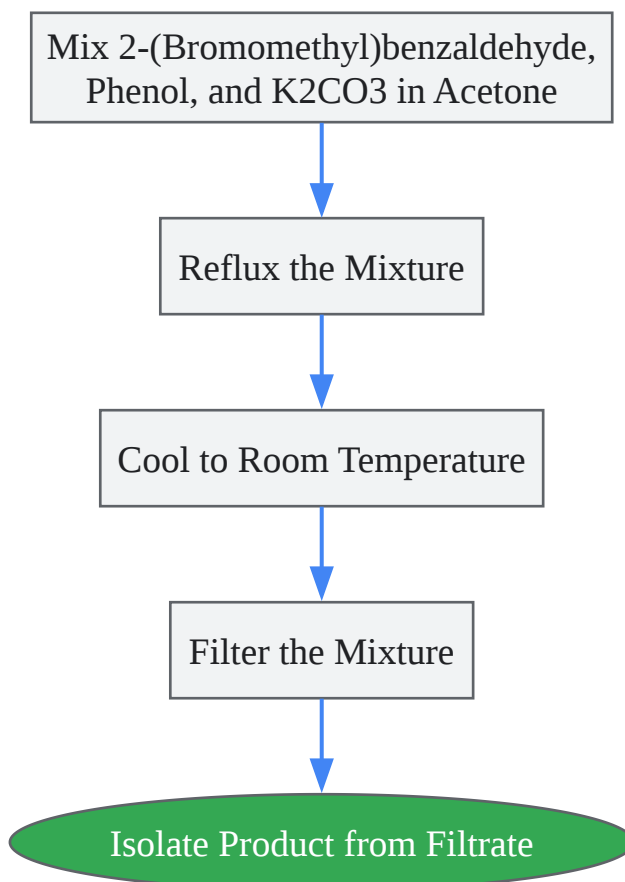 Mix 2-(Bromomethyl)benzaldehyde,
Phenol, and K2CO3 in Acetone
Reflux the Mixture
Cool to Room Temperature
Filter the Mixture
Isolate Product from Filtrate